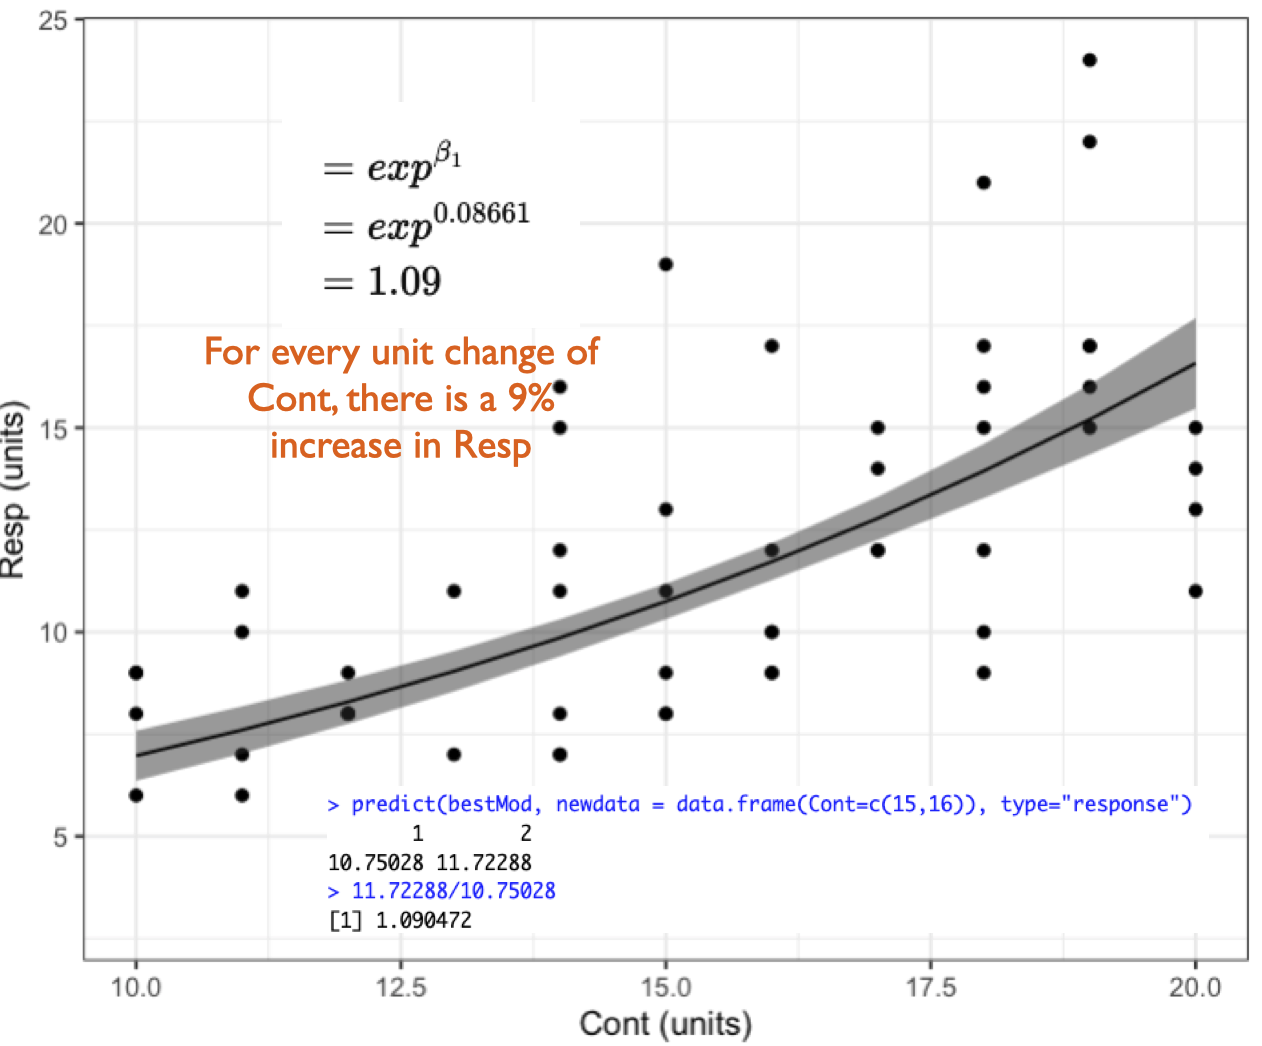 25
= exp^{β_1}
= exp^{0.08661}
= 1.09
20
For every unit change of
Cont, there is a 9%
increase in Resp
15
Resp (units)
10
> predict(bestMod, newdata = data.frame(Cont=c(15,16)), type="response")
1 2
5
10.75028 11.72288
> 11.72288/10.75028
[1] 1.090472
10.0 12.5 15.0 17.5 20.0
Cont (units)